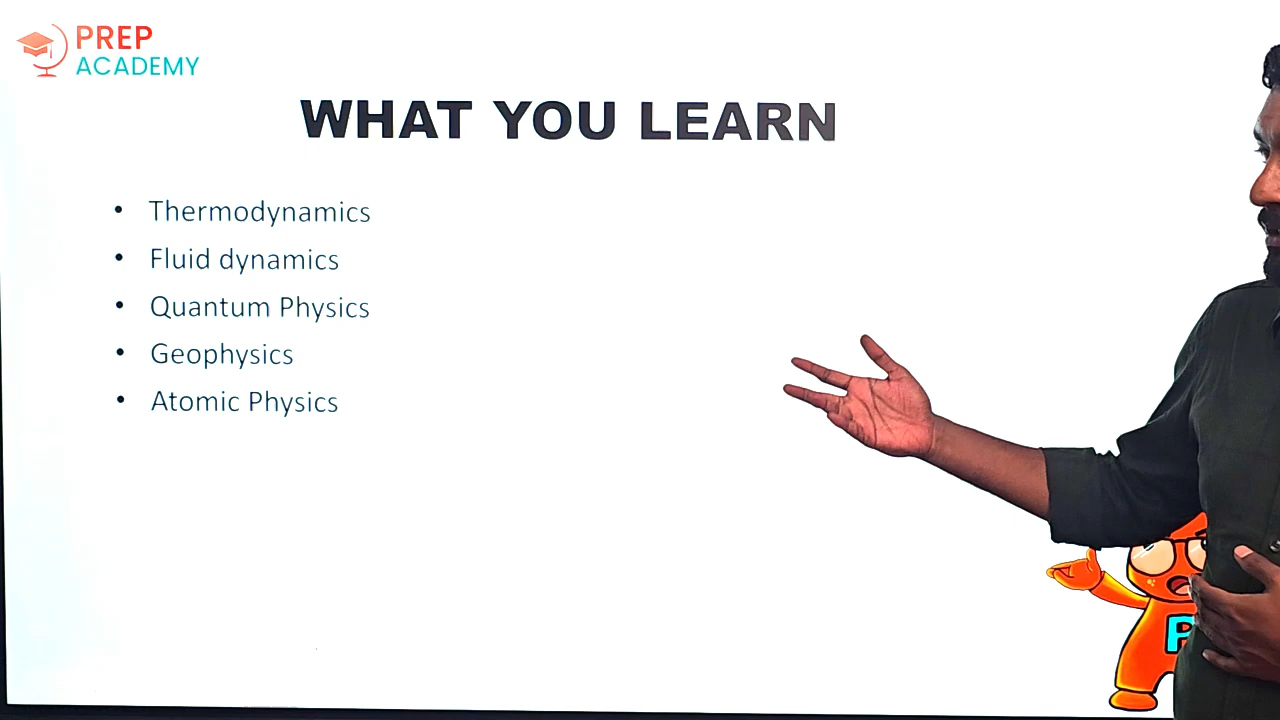 PREP
ACADEMY
WHAT YOU LEARN
• Thermodynamics
• Fluid dynamics
• Quantum Physics
• Geophysics
• Atomic Physics
P